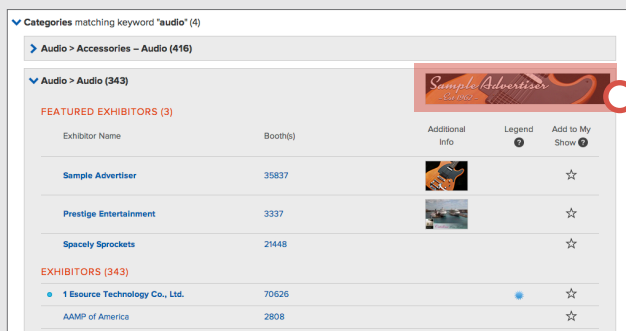 Categories matching keyword "audio" (4)
Audio > Accessories – Audio (416)
Audio > Audio (343)
Sample Advertiser
~Est 1962~
FEATURED EXHIBITORS (3)
Exhibitor Name Booth(s) Additional Info Legend ? Add to My Show ?
Sample Advertiser 35837
Prestige Entertainment 3337
Spacely Sprockets 21448
EXHIBITORS (343)
1 Esource Technology Co., Ltd. 70626
AAMP of America 2808